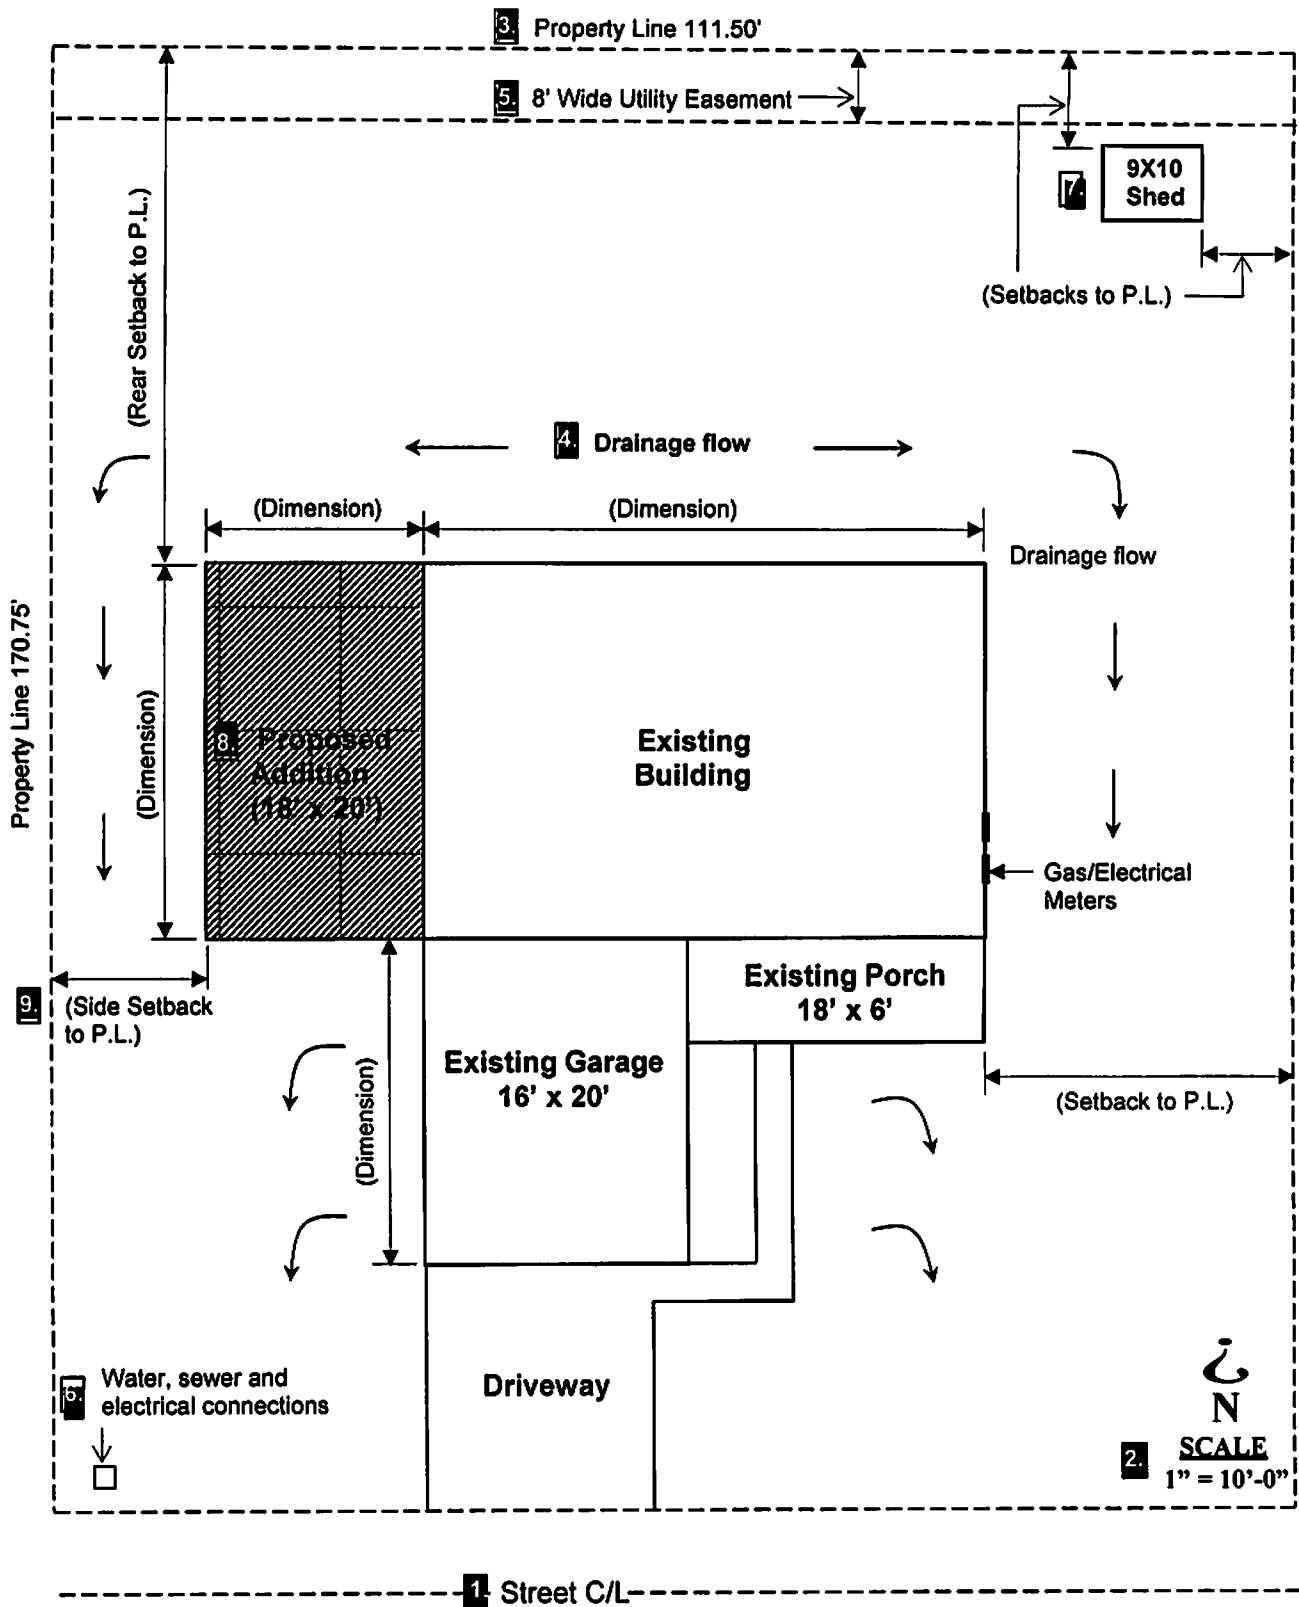 3. Property Line 111.50'
5. 8' Wide Utility Easement
9X10
Shed
7.
(Rear Setback to P.L.)
(Setbacks to P.L.)
4. Drainage flow
(Dimension)
(Dimension)
Drainage flow
Property Line 170.75'
(Dimension)
8. Proposed
Addition
(18' x 20')
Existing
Building
Gas/Electrical
Meters
Existing Porch
18' x 6'
9. (Side Setback
to P.L.)
Existing Garage
16' x 20'
(Dimension)
(Setback to P.L.)
6. Water, sewer and
electrical connections
Driveway
¿
N
2. SCALE
1" = 10'-0"
1. Street C/L